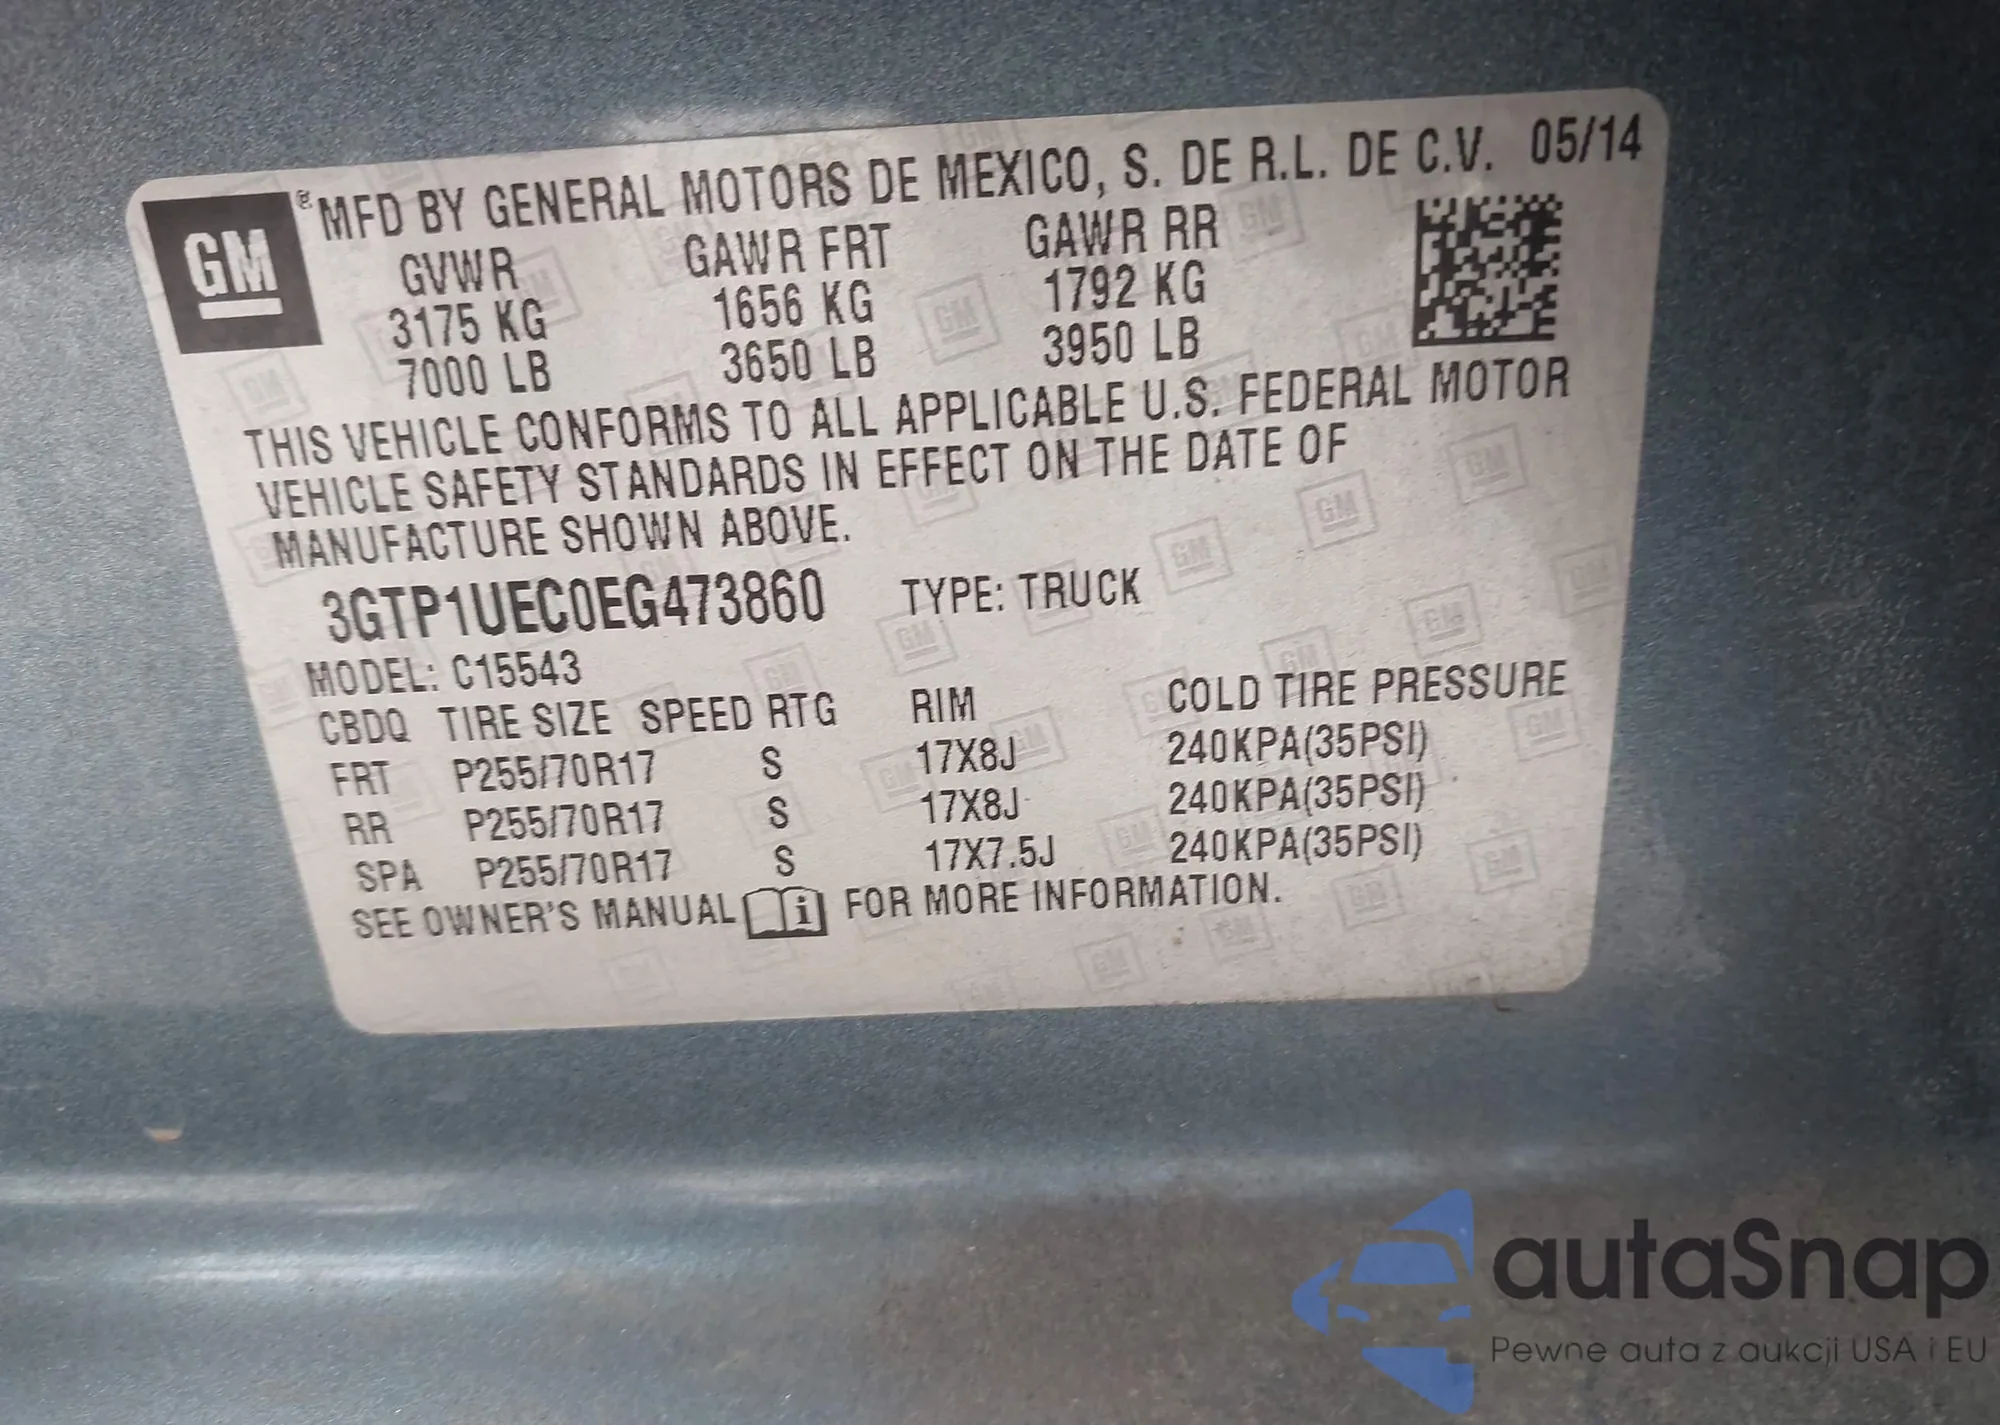 GM
® MFD BY GENERAL MOTORS DE MEXICO, S. DE R.L. DE C.V. 05/14
GVWR GAWR FRT GAWR RR
3175 KG 1656 KG 1792 KG
7000 LB 3650 LB 3950 LB
THIS VEHICLE CONFORMS TO ALL APPLICABLE U.S. FEDERAL MOTOR
VEHICLE SAFETY STANDARDS IN EFFECT ON THE DATE OF
MANUFACTURE SHOWN ABOVE.
3GTP1UEC0EG473860 TYPE: TRUCK
MODEL: C15543
CBDQ TIRE SIZE SPEED RTG RIM COLD TIRE PRESSURE
FRT P255/70R17 S 17X8J 240KPA(35PSI)
RR P255/70R17 S 17X8J 240KPA(35PSI)
SPA P255/70R17 S 17X7.5J 240KPA(35PSI)
SEE OWNER'S MANUAL i FOR MORE INFORMATION.
autaSnap
Pewne auta z aukcji USA i EU